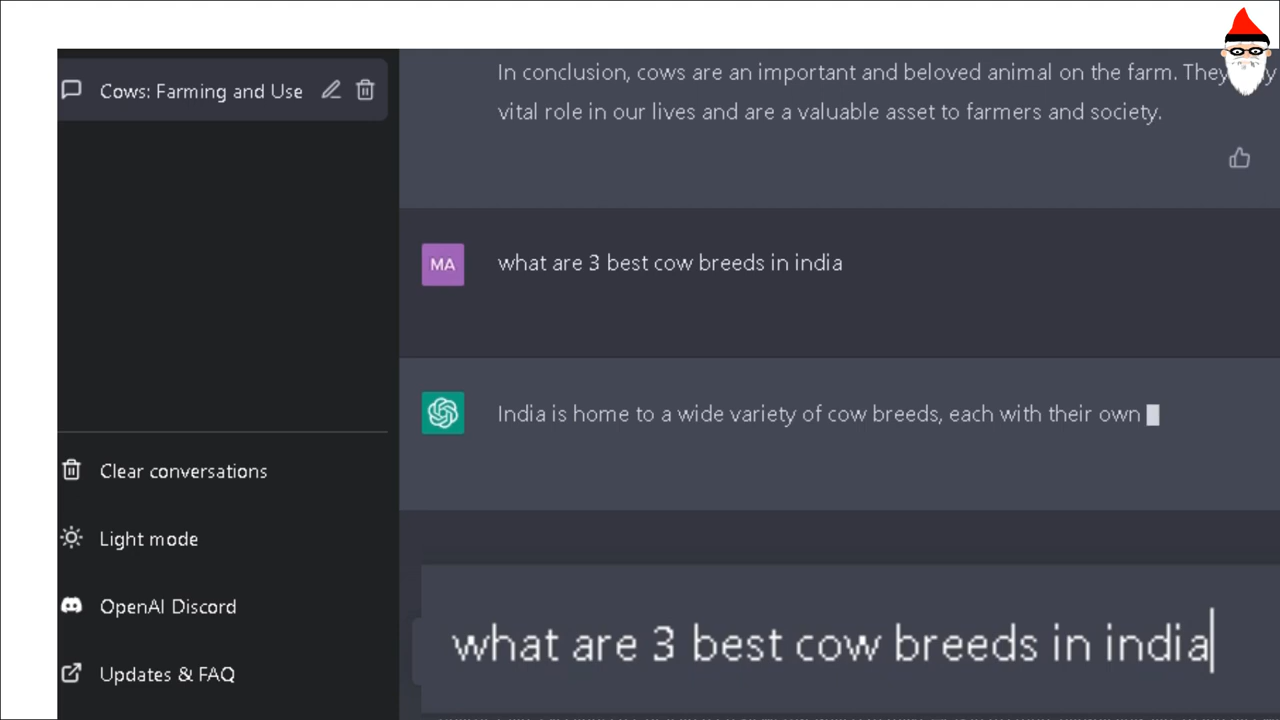 Cows: Farming and Use
Clear conversations
Light mode
OpenAI Discord
Updates & FAQ
In conclusion, cows are an important and beloved animal on the farm. They
vital role in our lives and are a valuable asset to farmers and society.
MA
what are 3 best cow breeds in india
India is home to a wide variety of cow breeds, each with their own
what are 3 best cow breeds in india